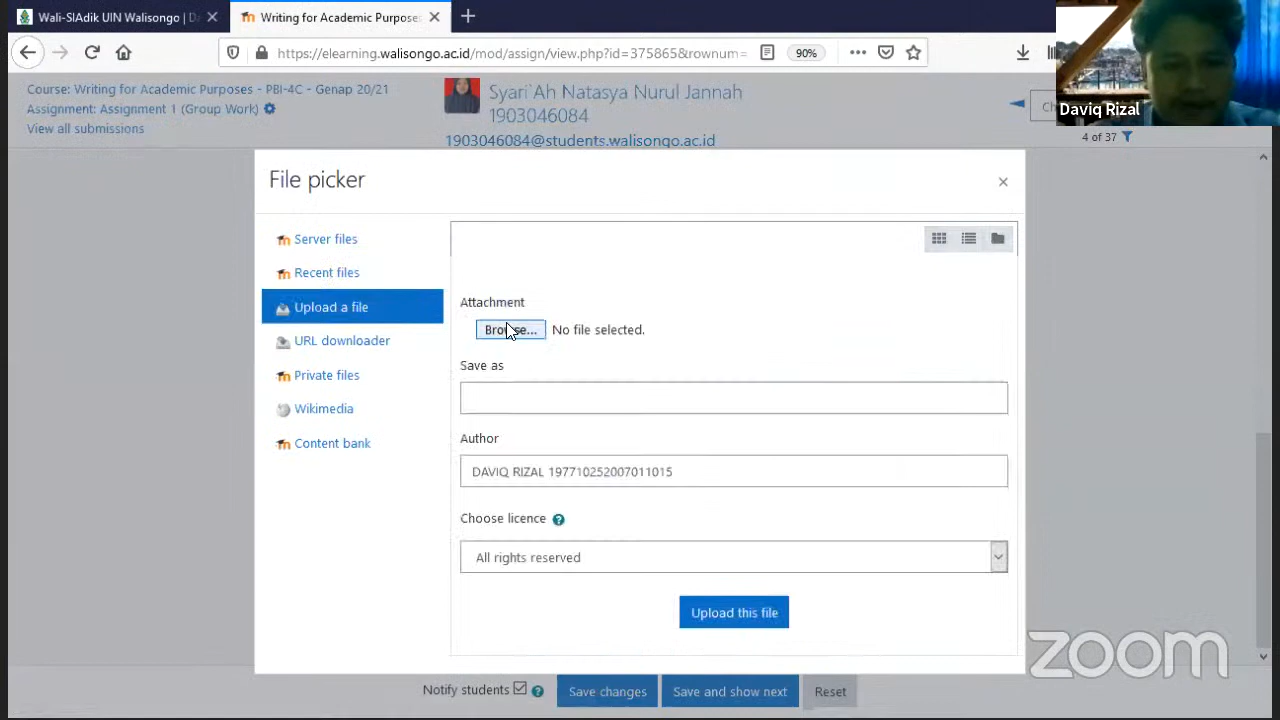 Wali-SIAdik UIN Walisongo | D
Writing for Academic Purposes
https://elearning.walisongo.ac.id/mod/assign/view.php?id=375865&rownum=
90%
Daviq Rizal
Course: Writing for Academic Purposes - PBI-4C - Genap 20/21
Assignment: Assignment 1 (Group Work)
View all submissions
Syari`Ah Natasya Nurul Jannah
1903046084
1903046084@students.walisongo.ac.id
4 of 37
File picker
Server files
Recent files
Upload a file
URL downloader
Private files
Wikimedia
Content bank
Attachment
Browse... No file selected.
Save as
Author
DAVIQ RIZAL 197710252007011015
Choose licence
All rights reserved
Upload this file
Notify students
Save changes
Save and show next
Reset
zoom